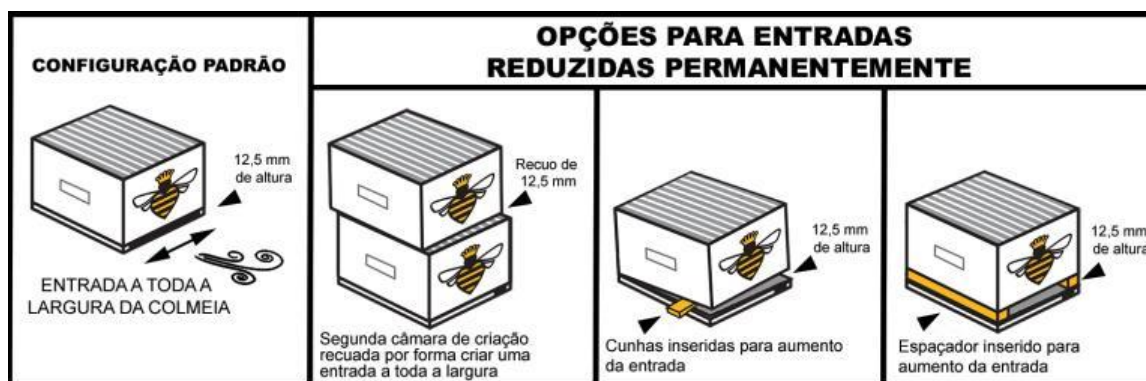 CONFIGURAÇÃO PADRÃO
12,5 mm
de altura
ENTRADA A TODA A
LARGURA DA COLMEIA
OPÇÕES PARA ENTRADAS
REDUZIDAS PERMANENTEMENTE
Recuo de
12,5 mm
Segunda câmara de criação
recuada por forma criar uma
entrada a toda a largura
12,5 mm
de altura
Cunhas inseridas para aumento
da entrada
12,5 mm
de altura
Espaçador inserido para
aumento da entrada